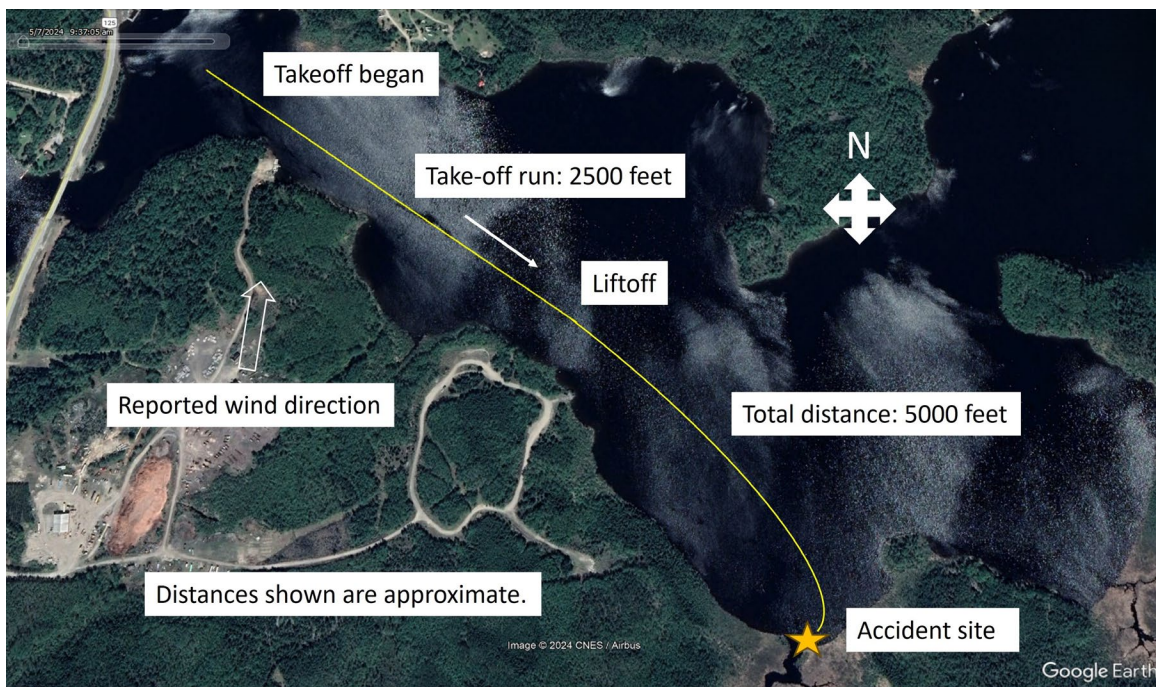 125
5/7/2024 9:37:05 am
Takeoff began
N
Take-off run: 2500 feet
Liftoff
Reported wind direction
Total distance: 5000 feet
Distances shown are approximate.
Accident site
Image © 2024 CNES / Airbus
Google Earth